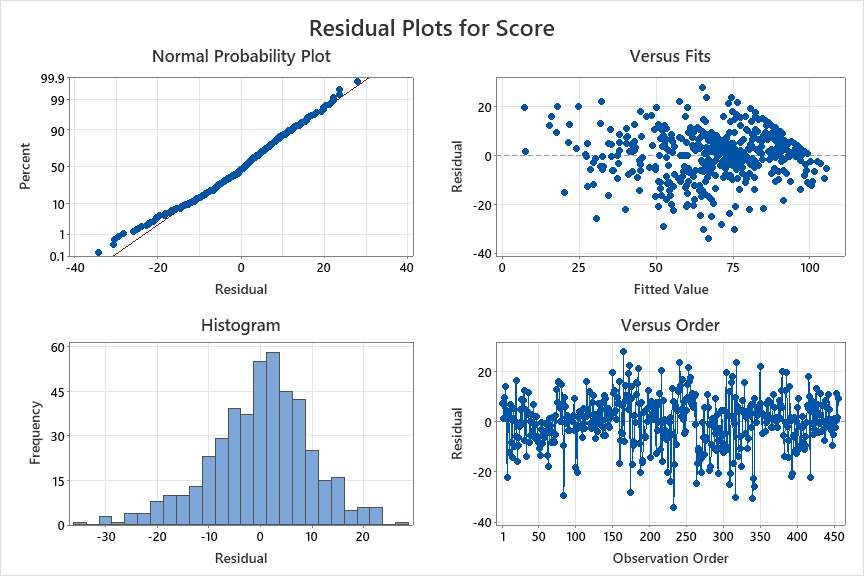 Residual Plots for Score
Normal Probability Plot
Versus Fits
99.9
99
90
50
10
1
0.1
Percent
-40 -20 0 20 40
Residual
20
0
-20
-40
Residual
0 25 50 75 100
Fitted Value
Histogram
Versus Order
60
45
30
15
0
Frequency
-30 -20 -10 0 10 20
Residual
20
0
-20
-40
Residual
1 50 100 150 200 250 300 350 400 450
Observation Order